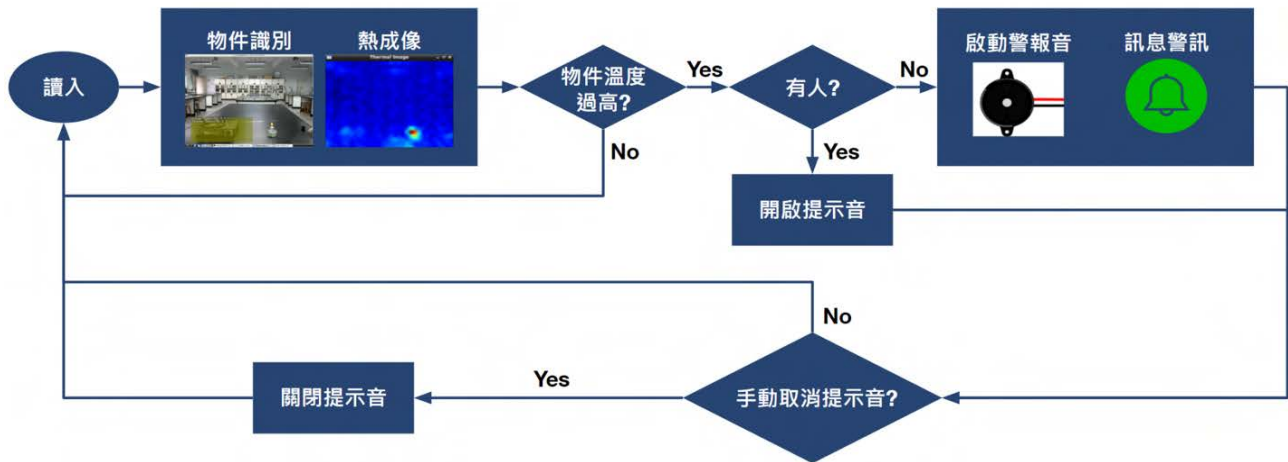 讀入
物件識別
熱成像
Thermal Image
物件溫度
過高?
Yes
No
有人?
No
Yes
啟動警報音
訊息警訊
開啟提示音
No
手動取消提示音?
Yes
關閉提示音